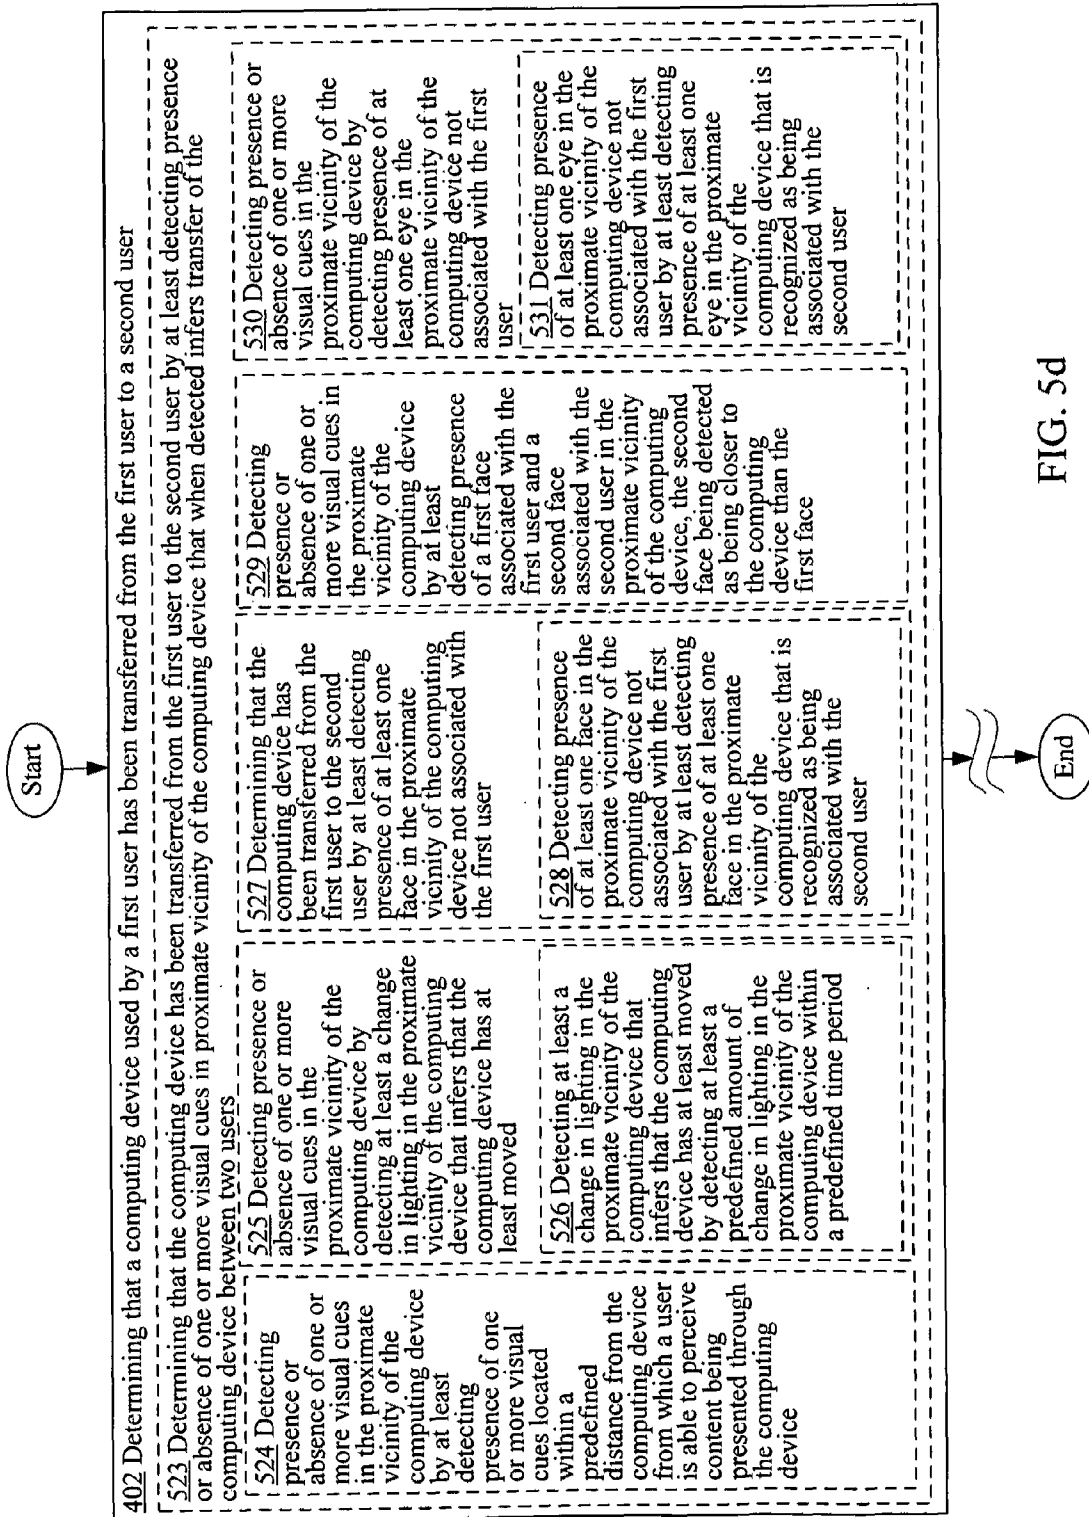 Start
402 Determining that a computing device used by a first user has been transferred from the first user to a second user
523 Determining that the computing device has been transferred from the first user to the second user by at least detecting presence
or absence of one or more visual cues in proximate vicinity of the computing device that when detected infers transfer of the
computing device between two users
524 Detecting
presence or
absence of one or
more visual cues
in the proximate
vicinity of the
computing device
by at least
detecting
presence of one
or more visual
cues located
within a
predefined
distance from the
computing device
from which a user
is able to perceive
content being
presented through
the computing
device
525 Detecting presence or
absence of one or more
visual cues in the
proximate vicinity of the
computing device by
detecting at least a change
in lighting in the proximate
vicinity of the computing
device that infers that the
computing device has at
least moved
526 Detecting at least a
change in lighting in the
proximate vicinity of the
computing device that
infers that the computing
device has at least moved
by detecting at least a
predefined amount of
change in lighting in the
proximate vicinity of the
computing device within
a predefined time period
527 Determining that the
computing device has
been transferred from the
first user to the second
user by at least detecting
presence of at least one
face in the proximate
vicinity of the computing
device not associated with
the first user
528 Detecting presence
of at least one face in the
proximate vicinity of the
computing device not
associated with the first
user by at least detecting
presence of at least one
face in the proximate
vicinity of the
computing device that is
recognized as being
associated with the
second user
529 Detecting
presence or
absence of one or
more visual cues in
the proximate
vicinity of the
computing device
by at least
detecting presence
of a first face
associated with the
first user and a
second face
associated with the
second user in the
proximate vicinity
of the computing
device, the second
face being detected
as being closer to
the computing
device than the
first face
530 Detecting presence or
absence of one or more
visual cues in the
proximate vicinity of the
computing device by
detecting presence of at
least one eye in the
proximate vicinity of the
computing device not
associated with the first
user
531 Detecting presence
of at least one eye in the
proximate vicinity of the
computing device not
associated with the first
user by at least detecting
presence of at least one
eye in the proximate
vicinity of the
computing device that is
recognized as being
associated with the
second user
End
FIG. 5d